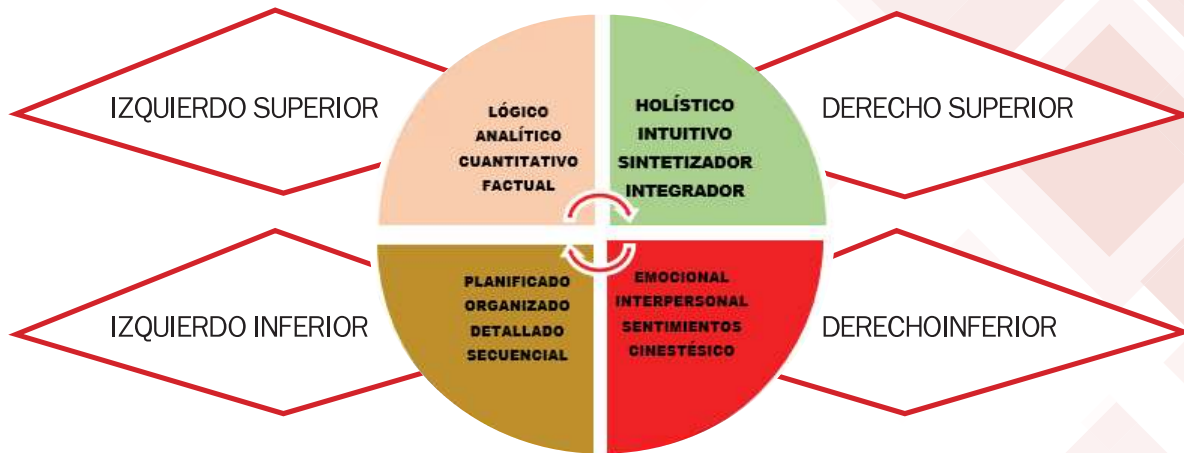 IZQUIERDO SUPERIOR
LÓGICO
ANALÍTICO
CUANTITATIVO
FACTUAL
HOLÍSTICO
INTUITIVO
SINTETIZADOR
INTEGRADOR
DERECHO SUPERIOR
IZQUIERDO INFERIOR
PLANIFICADO
ORGANIZADO
DETALLADO
SECUENCIAL
EMOCIONAL
INTERPERSONAL
SENTIMIENTOS
CINESTÉSICO
DERECHOINFERIOR